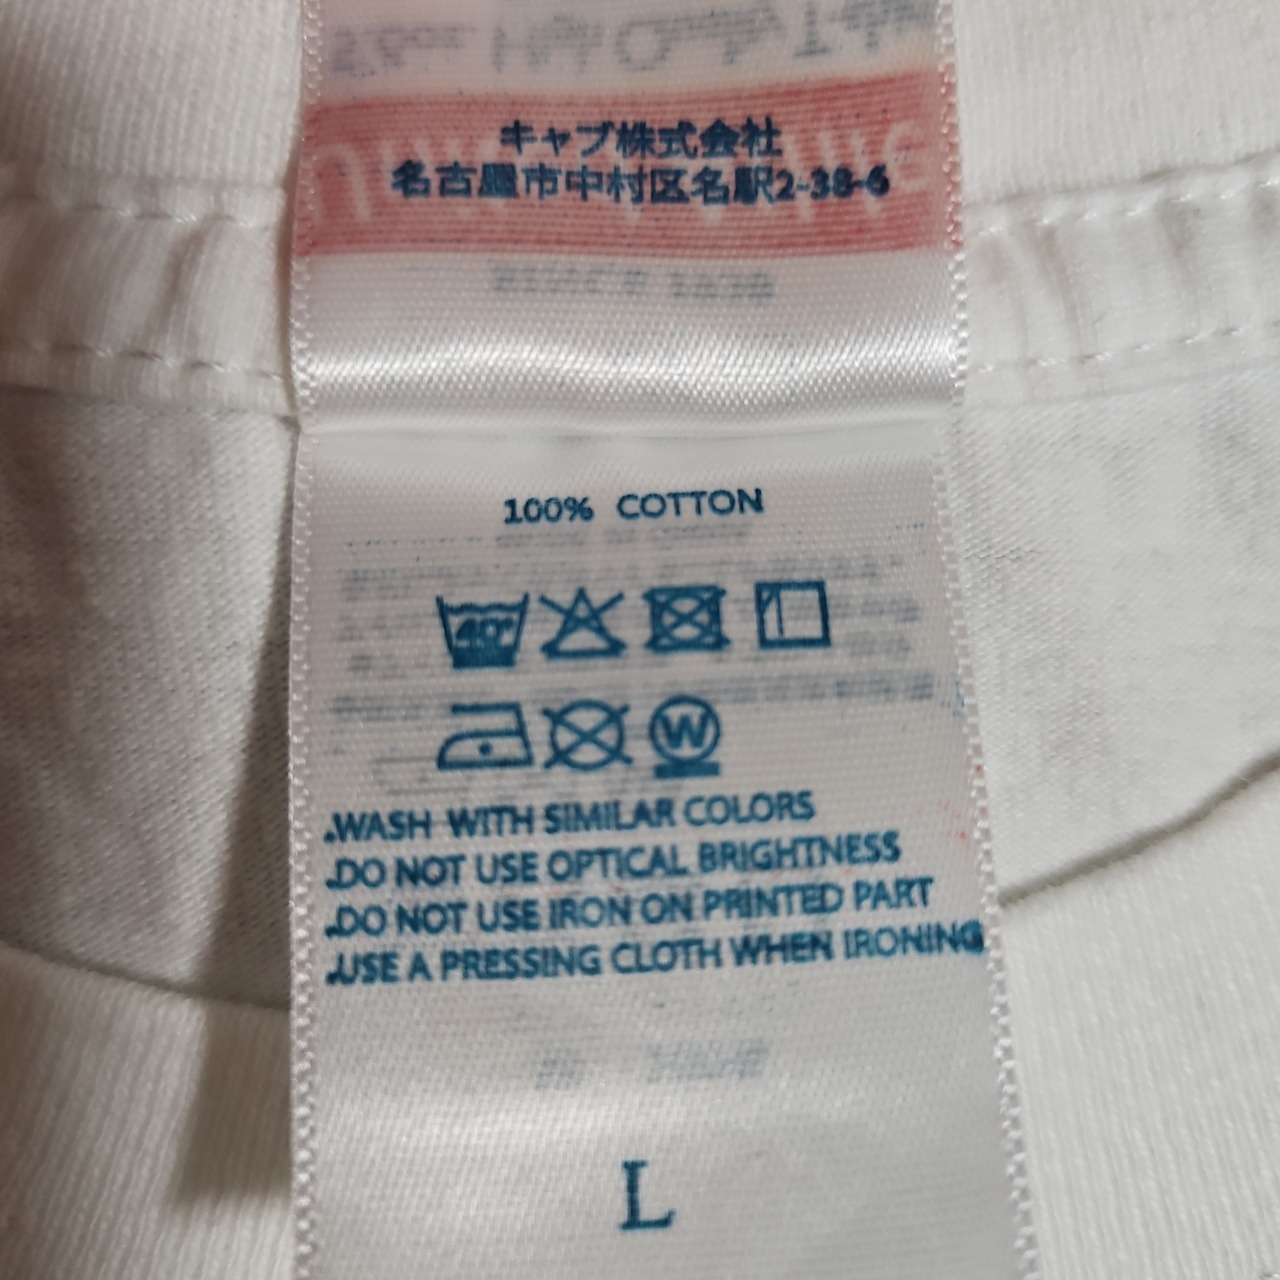 キャブ株式会社
名古屋市中村区名駅2-38-6
100% COTTON
40°
W
.WASH WITH SIMILAR COLORS
.DO NOT USE OPTICAL BRIGHTNESS
.DO NOT USE IRON ON PRINTED PART
.USE A PRESSING CLOTH WHEN IRONING
L